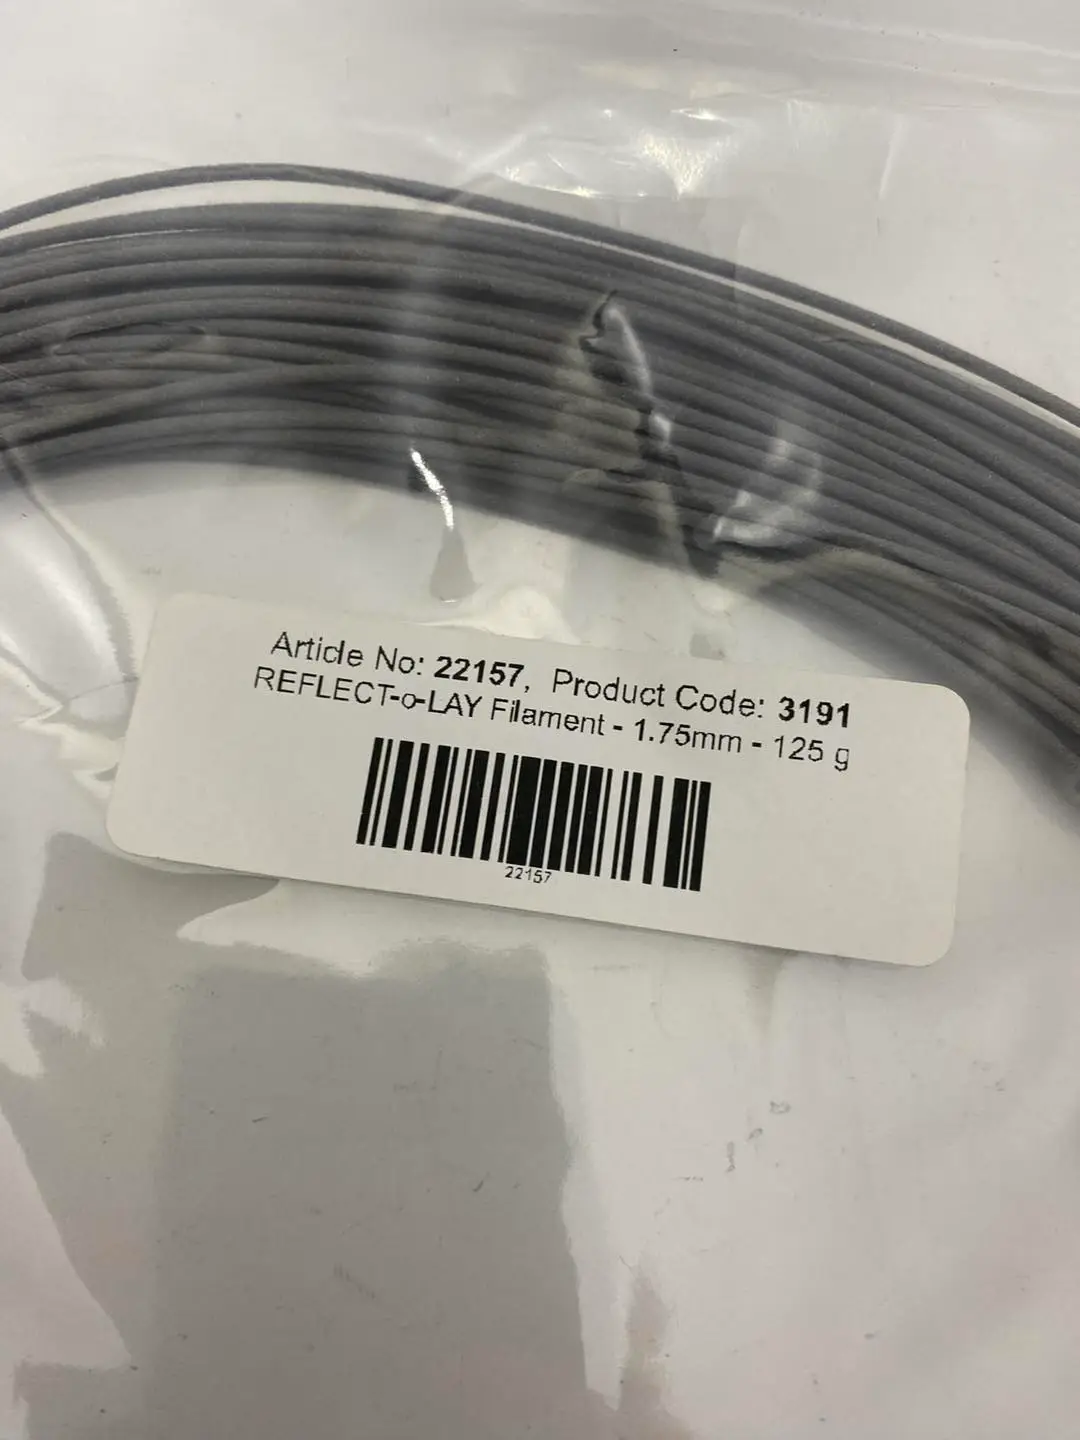 Article No: 22157, Product Code: 3191
REFLECT-o-LAY Filament - 1.75mm - 125 g
22157